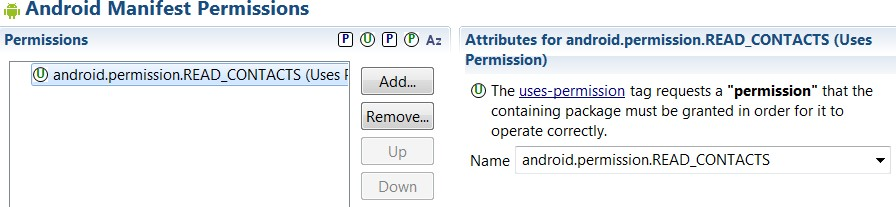 Android Manifest Permissions
Permissions
P U P P Az
android.permission.READ_CONTACTS (Uses
Add...
Remove...
Up
Down
Attributes for android.permission.READ_CONTACTS (Uses
Permission)
U The uses-permission tag requests a "permission" that the
containing package must be granted in order for it to
operate correctly.
Name android.permission.READ_CONTACTS